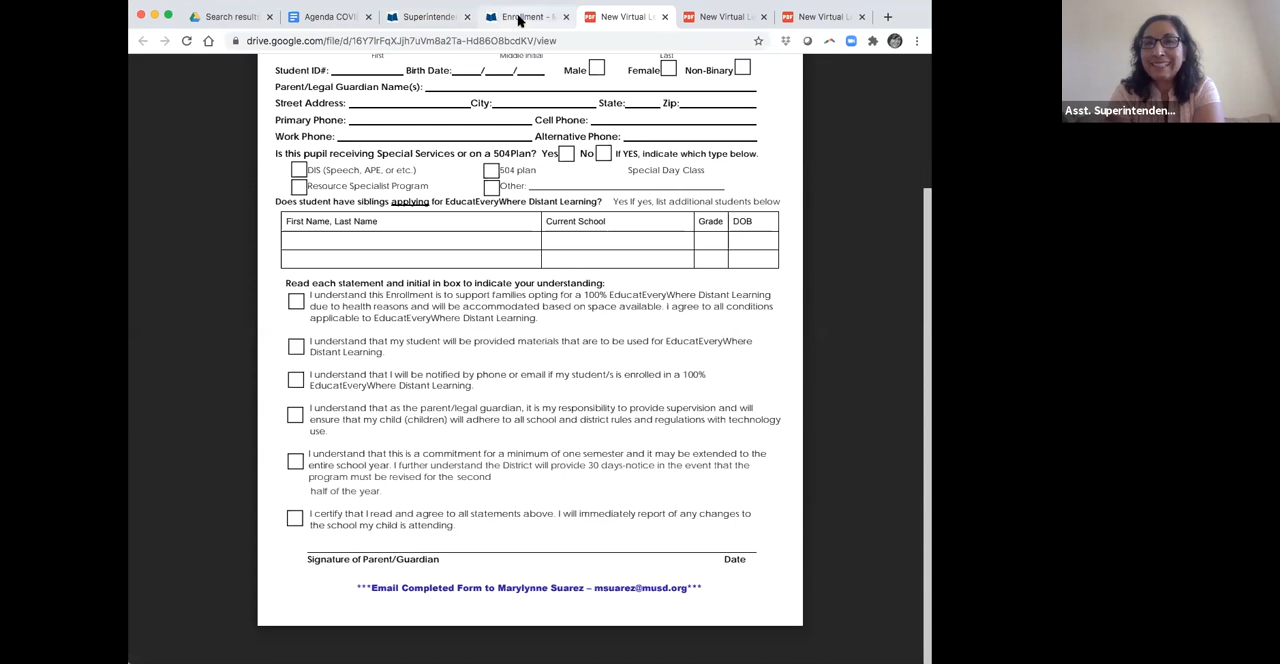 Search results
Agenda COVI
Superintende
Enrollment - 
New Virtual Le
New Virtual L
New Virtual L
drive.google.com/file/d/16Y7IrFqXJjh7uVm8a2Ta-Hd86O8bcdKV/view
First Middle Initial Last
Student ID#: Birth Date: / / Male Female Non-Binary
Parent/Legal Guardian Name(s):
Street Address: City: State: Zip:
Primary Phone: Cell Phone:
Work Phone: Alternative Phone:
Is this pupil receiving Special Services or on a 504Plan? Yes No If YES, indicate which type below.
DIS (Speech, APE, or etc.) 504 plan Special Day Class
Resource Specialist Program Other:
Does student have siblings applying for EducatEveryWhere Distant Learning? Yes If yes, list additional students below
First Name, Last Name Current School Grade DOB
Read each statement and initial in box to indicate your understanding:
I understand this Enrollment is to support families opting for a 100% EducatEveryWhere Distant Learning
due to health reasons and will be accommodated based on space available. I agree to all conditions
applicable to EducatEveryWhere Distant Learning.
I understand that my student will be provided materials that are to be used for EducatEveryWhere
Distant Learning.
I understand that I will be notified by phone or email if my student/s is enrolled in a 100%
EducatEveryWhere Distant Learning.
I understand that as the parent/legal guardian, it is my responsibility to provide supervision and will
ensure that my child (children) will adhere to all school and district rules and regulations with technology
use.
I understand that this is a commitment for a minimum of one semester and it may be extended to the
entire school year. I further understand the District will provide 30 days-notice in the event that the
program must be revised for the second
half of the year.
I certify that I read and agree to all statements above. I will immediately report of any changes to
the school my child is attending.
Signature of Parent/Guardian Date
***Email Completed Form to Marylynne Suarez – msuarez@musd.org***
Asst. Superintenden...